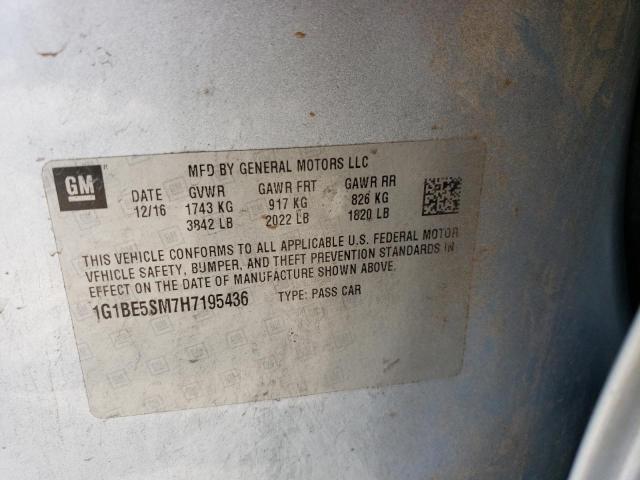 GM
MFD BY GENERAL MOTORS LLC
DATE GVWR GAWR FRT GAWR RR
12/16 1743 KG 917 KG 826 KG
3842 LB 2022 LB 1820 LB
THIS VEHICLE CONFORMS TO ALL APPLICABLE U.S. FEDERAL MOTOR
VEHICLE SAFETY, BUMPER, AND THEFT PREVENTION STANDARDS IN
EFFECT ON THE DATE OF MANUFACTURE SHOWN ABOVE.
1G1BE5SM7H7195436 TYPE: PASS CAR